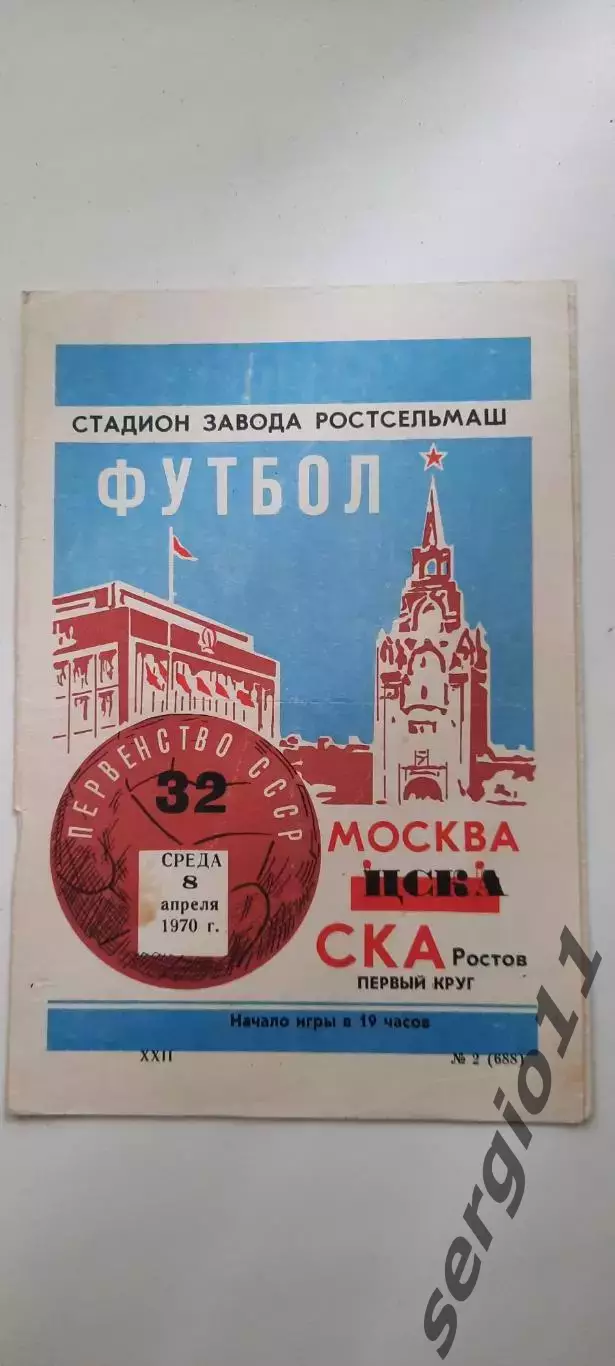 СТАДИОН ЗАВОДА РОСТСЕЛЬМАШ
ФУТБОЛ
ПЕРВЕНСТВО СССР
32
СРЕДА
8
апреля
1970 г.
МОСКВА
ЦСКА
СКА Ростов
ПЕРВЫЙ КРУГ
Начало игры в 19 часов
XXII № 2 (688)
sergio11